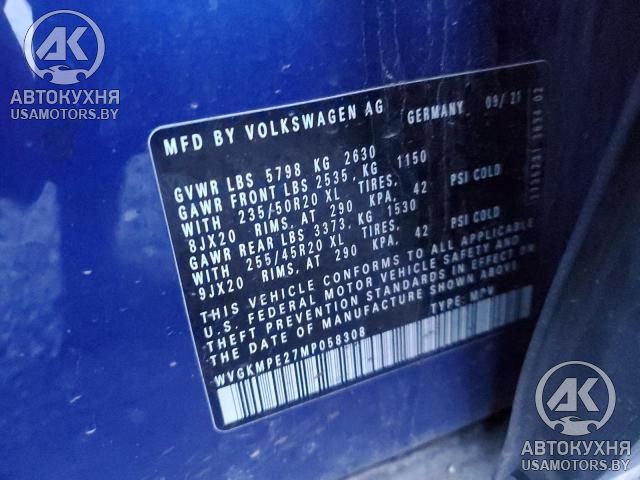 АК
АВТОКУХНЯ
USAMOTORS.BY
MFD BY VOLKSWAGEN AG GERMANY 09/21
GVWR LBS 5798 KG 2630
GAWR FRONT LBS 2535, KG 1150
WITH 235/50R20 XL TIRES,
8JX20 RIMS, AT 290 KPA, 42 PSI COLD
GAWR REAR LBS 3373, KG 1530
WITH 255/45R20 XL TIRES,
9JX20 RIMS, AT 290 KPA, 42 PSI COLD
THIS VEHICLE CONFORMS TO ALL APPLICABLE
U.S. FEDERAL MOTOR VEHICLE SAFETY AND
THEFT PREVENTION STANDARDS IN EFFECT ON
THE DATE OF MANUFACTURE SHOWN ABOVE.
WVGKMPE27MP058308 TYPE: MPV
АК
АВТОКУХНЯ
USAMOTORS.BY